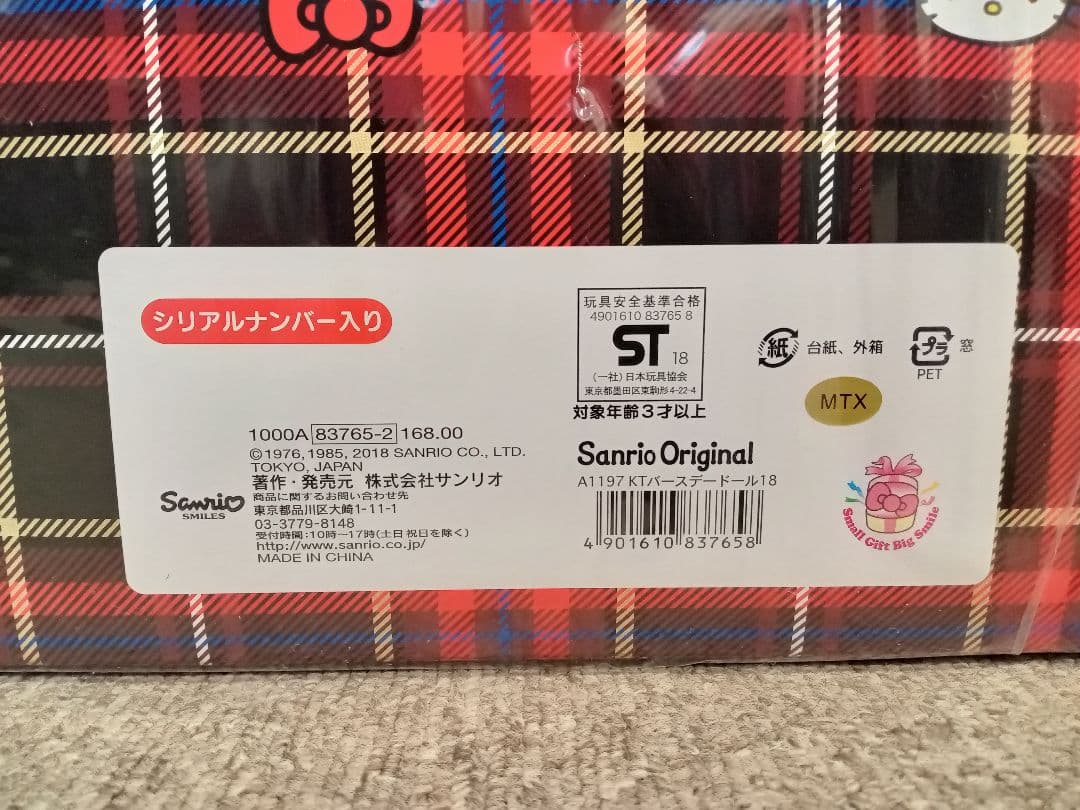 シリアルナンバー入り
1000A 83765-2 168.00
©1976, 1985, 2018 SANRIO CO., LTD.
TOKYO, JAPAN
著作・発売元 株式会社サンリオ
商品に関するお問い合わせ先
東京都品川区大崎1-11-1
03-3779-8148
受付時間:10時〜17時(土日祝日を除く)
http://www.sanrio.co.jp/
MADE IN CHINA
Sanrio
SMILES
玩具安全基準合格
4901610 83765 8
ST 18
(一社)日本玩具協会
東京都墨田区東駒形4-22-4
対象年齢3才以上
Sanrio Original
A1197 KTバースデードール18
4 901610 837658
紙 台紙、外箱
プラ 窓
PET
MTX
Small Gift Big Smile